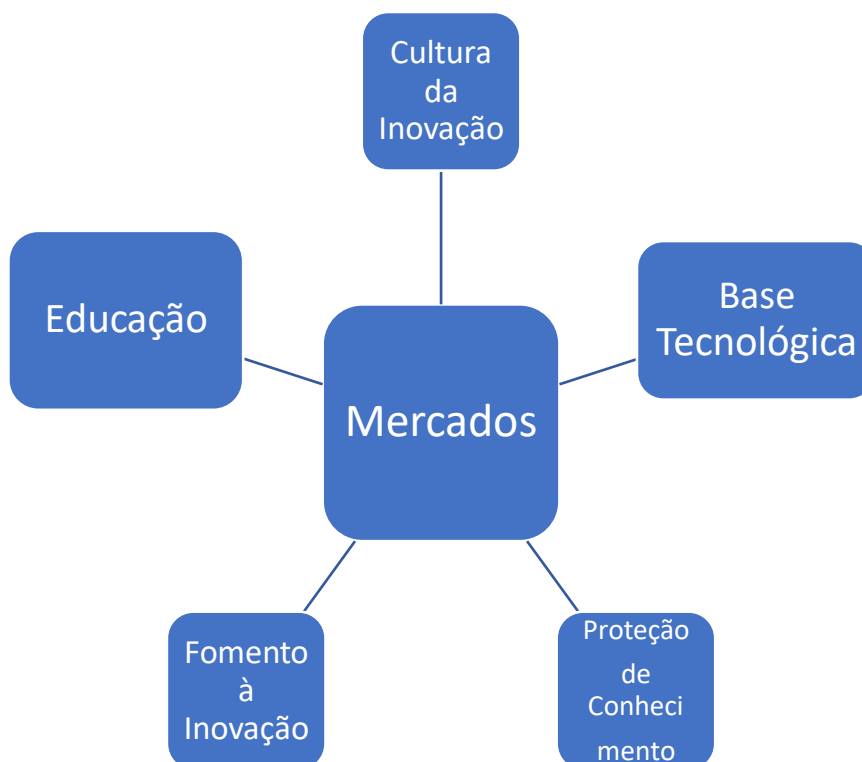 Cultura
da
Inovação
Educação
Base
Tecnológica
Mercados
Fomento
à
Inovação
Proteção
de
Conheci
mento